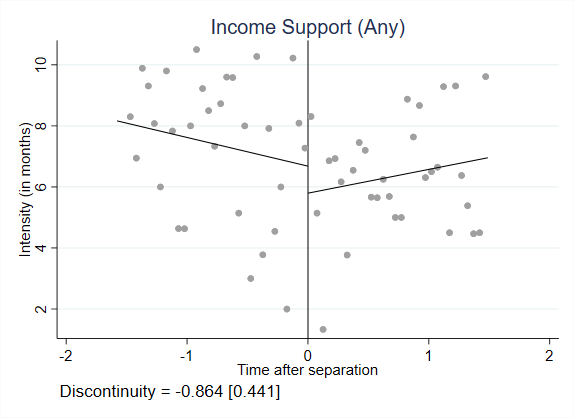 Income Support (Any)
Intensity (in months)
10
8
6
4
2
-2 -1 0 1 2
Time after separation
Discontinuity = -0.864 [0.441]